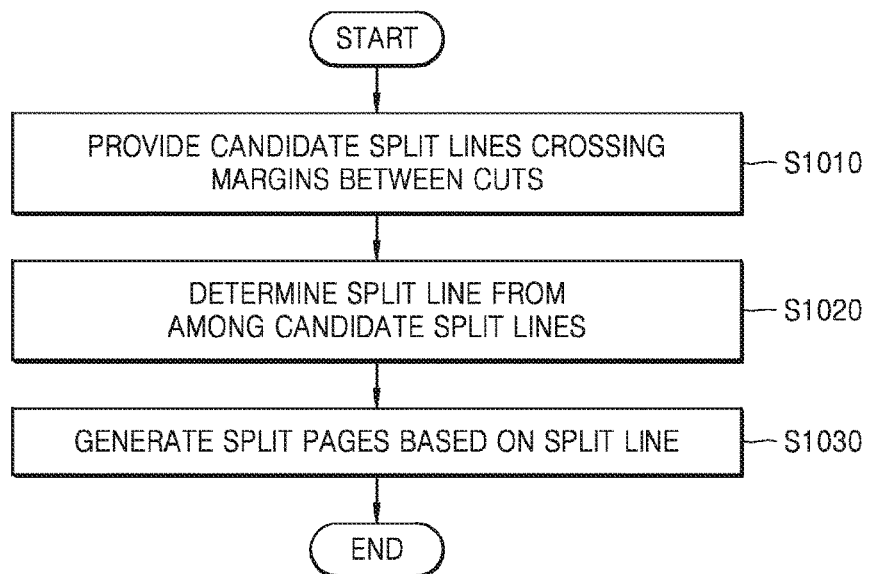 START
PROVIDE CANDIDATE SPLIT LINES CROSSING
MARGINS BETWEEN CUTS
S1010
DETERMINE SPLIT LINE FROM
AMONG CANDIDATE SPLIT LINES
S1020
GENERATE SPLIT PAGES BASED ON SPLIT LINE
S1030
END